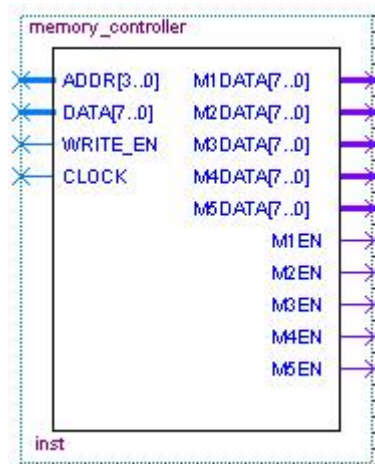 memory_controller
ADDR[3..0] M1DATA[7..0]
DATA[7..0] M2DATA[7..0]
WRITE_EN M3DATA[7..0]
CLOCK M4DATA[7..0]
M5DATA[7..0]
M1EN
M2EN
M3EN
M4EN
M5EN
inst